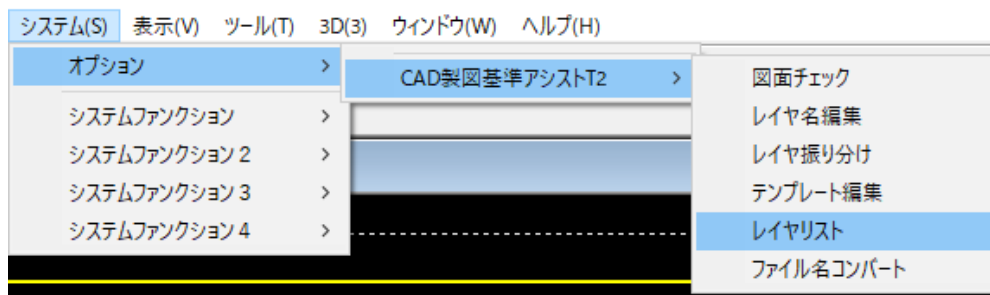 システム(S) 表示(V) ツール(T) 3D(3) ウィンドウ(W) ヘルプ(H)
オプション >
システムファンクション >
システムファンクション 2 >
システムファンクション 3 >
システムファンクション 4 >
CAD製図基準アシストT2 >
図面チェック
レイヤ名編集
レイヤ振り分け
テンプレート編集
レイヤリスト
ファイル名コンバート